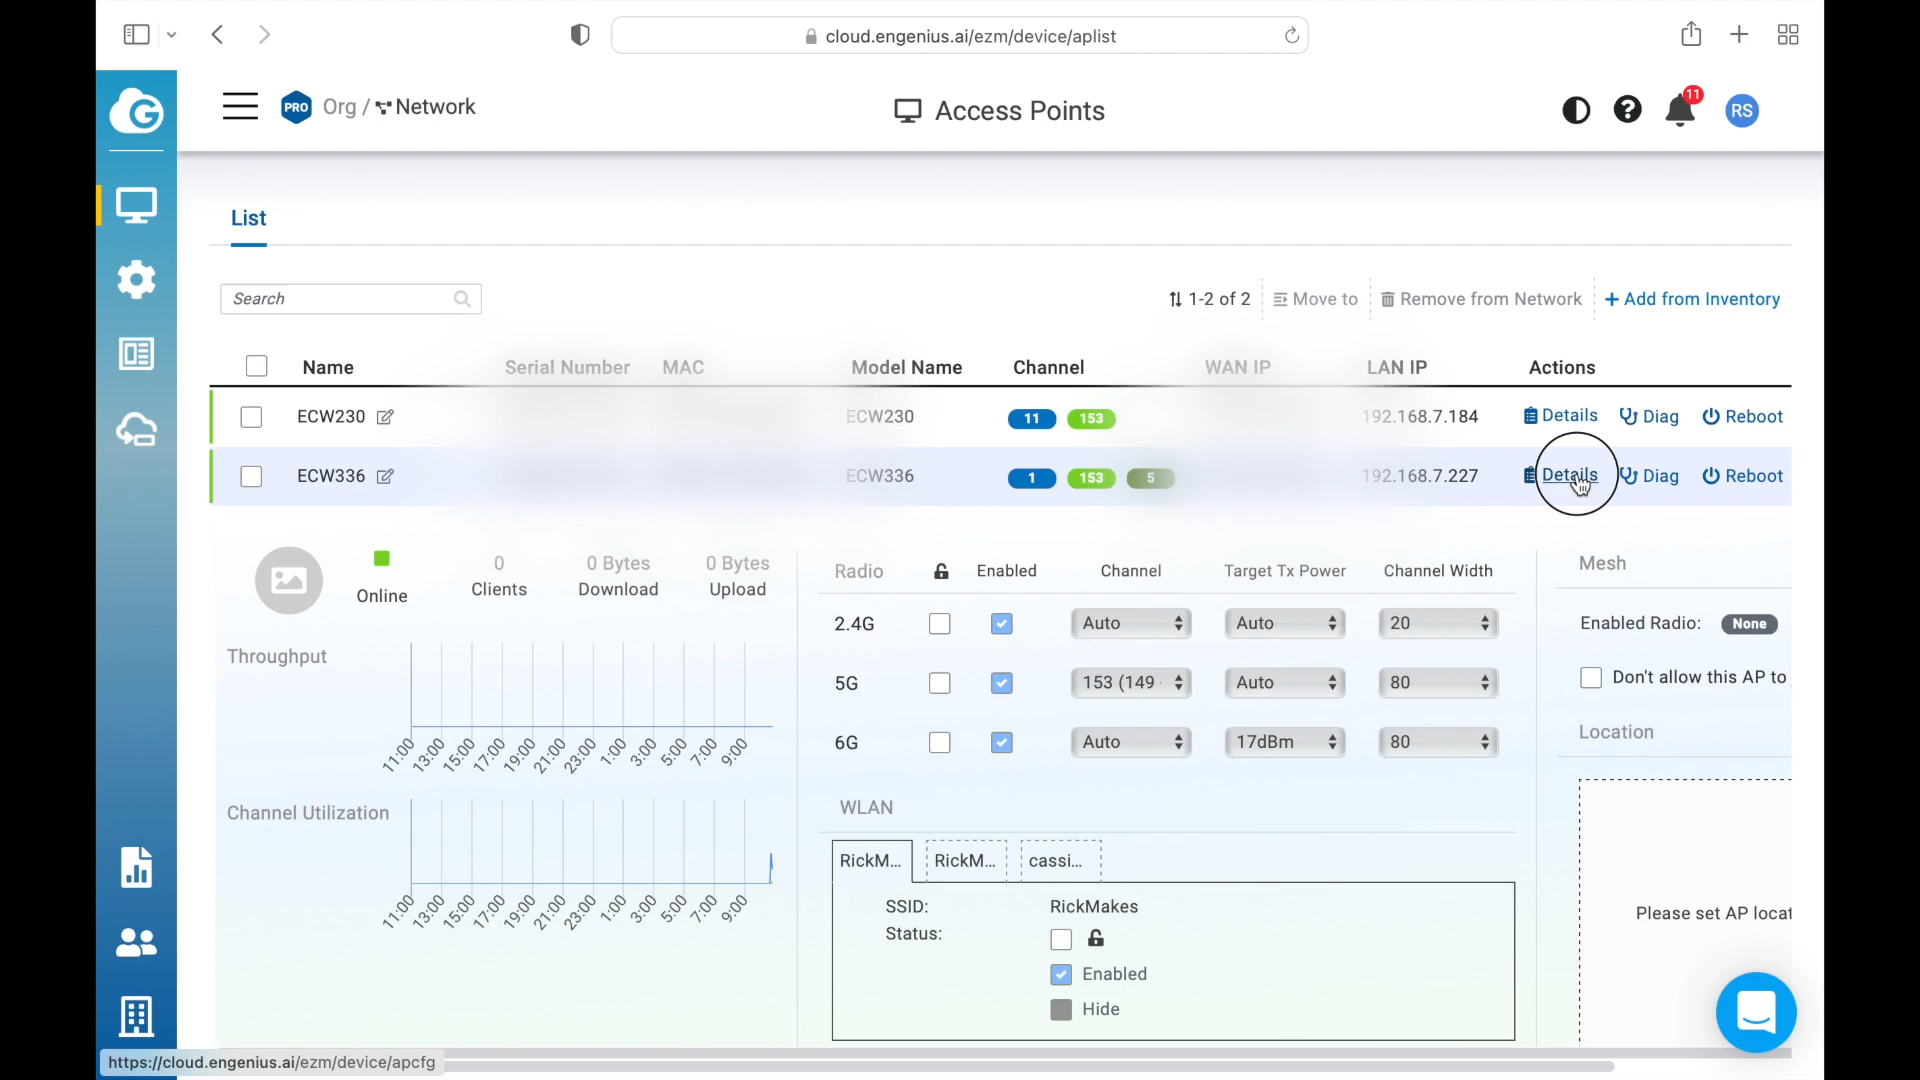 cloud.engenius.ai/ezm/device/aplist
PRO Org / Network
Access Points
11
RS
List
Search
1-2 of 2
Move to
Remove from Network
+ Add from Inventory
Name Serial Number MAC Model Name Channel WAN IP LAN IP Actions
ECW230 ECW230 11 153 192.168.7.184 Details Diag Reboot
ECW336 ECW336 1 153 5 192.168.7.227 Details Diag Reboot
Online
0
Clients
0 Bytes
Download
0 Bytes
Upload
Throughput
11:00 13:00 15:00 17:00 19:00 21:00 23:00 1:00 3:00 5:00 7:00 9:00
Channel Utilization
11:00 13:00 15:00 17:00 19:00 21:00 23:00 1:00 3:00 5:00 7:00 9:00
Radio Enabled Channel Target Tx Power Channel Width
2.4G Auto Auto 20
5G 153 (149 Auto 80
6G Auto 17dBm 80
WLAN
RickM... RickM... cassi...
SSID: RickMakes
Status:
Enabled
Hide
Mesh
Enabled Radio: None
Don't allow this AP to
Location
Please set AP locat
https://cloud.engenius.ai/ezm/device/apcfg